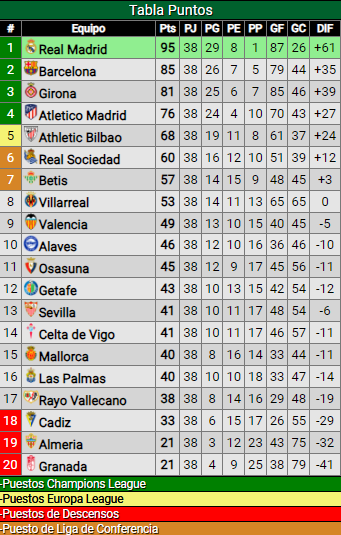 Tabla Puntos
# Equipo Pts PJ PG PE PP GF GC DIF
1 Real Madrid 95 38 29 8 1 87 26 +61
2 Barcelona 85 38 26 7 5 79 44 +35
3 Girona 81 38 25 6 7 85 46 +39
4 Atletico Madrid 76 38 24 4 10 70 43 +27
5 Athletic Bilbao 68 38 19 11 8 61 37 +24
6 Real Sociedad 60 38 16 12 10 51 39 +12
7 Betis 57 38 14 15 9 48 45 +3
8 Villarreal 53 38 14 11 13 65 65 0
9 Valencia 49 38 13 10 15 40 45 -5
10 Alaves 46 38 12 10 16 36 46 -10
11 Osasuna 45 38 12 9 17 45 56 -11
12 Getafe 43 38 10 13 15 42 54 -12
13 Sevilla 41 38 10 11 17 48 54 -6
14 Celta de Vigo 41 38 10 11 17 46 57 -11
15 Mallorca 40 38 8 16 14 33 44 -11
16 Las Palmas 40 38 10 10 18 33 47 -14
17 Rayo Vallecano 38 38 8 14 16 29 48 -19
18 Cadiz 33 38 6 15 17 26 55 -29
19 Almeria 21 38 3 12 23 43 75 -32
20 Granada 21 38 4 9 25 38 79 -41
-Puestos Champions League
-Puestos Europa League
-Puestos de Descensos
-Puesto de Liga de Conferencia